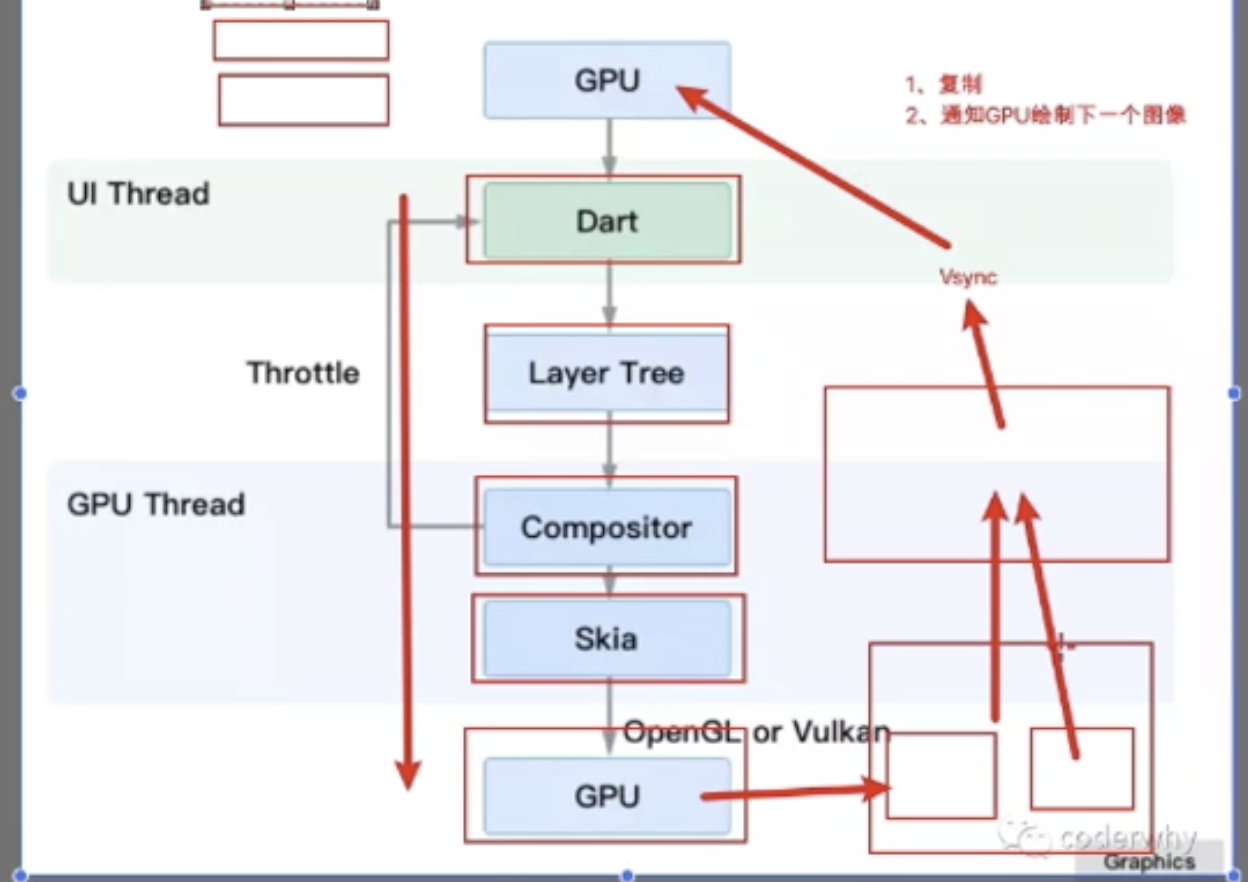 GPU
1、复制
2、通知GPU绘制下一个图像
UI Thread
Dart
Vsync
Throttle
Layer Tree
GPU Thread
Compositor
Skia
OpenGL or Vulkan
GPU
coderwhy
Graphics